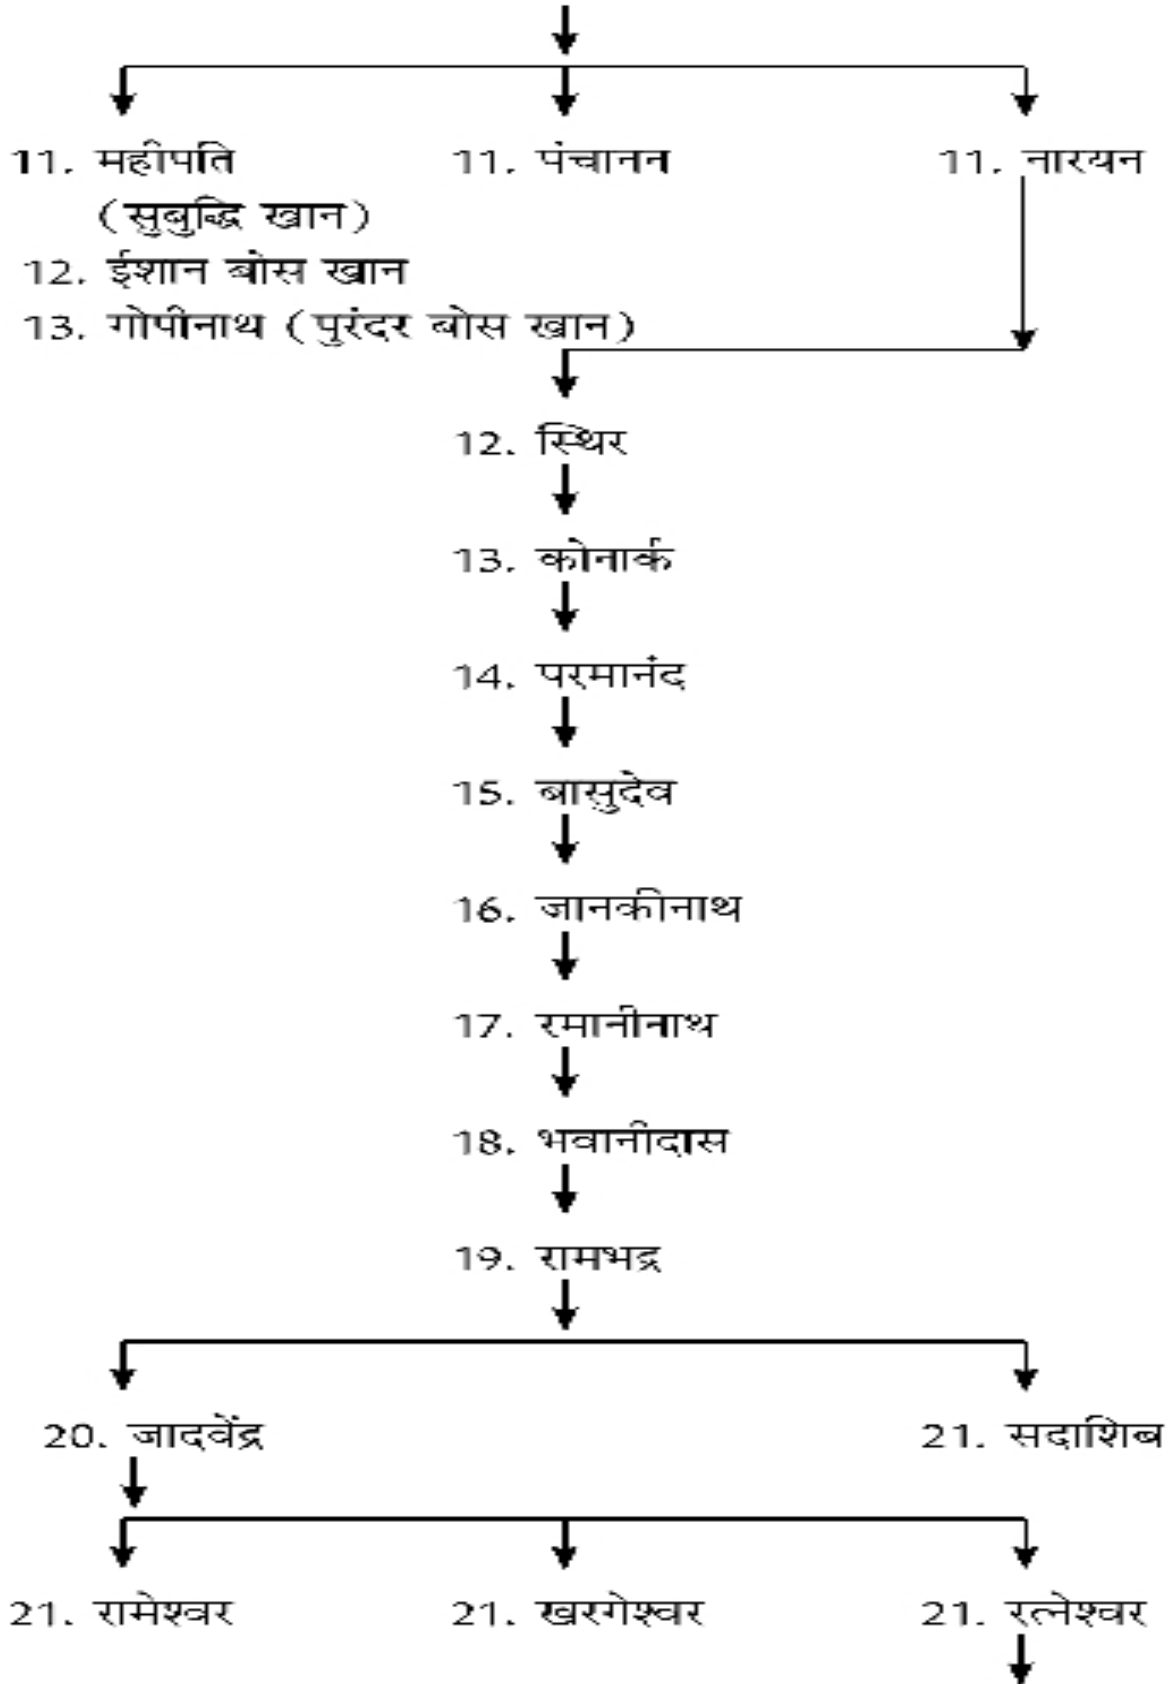 11. महीपति 11. पंचानन 11. नारयन
(सुबुद्धि खान)
12. ईशान बोस खान
13. गोपीनाथ (पुरंदर बोस खान)
12. स्थिर
13. कोनार्क
14. परमानंद
15. बासुदेव
16. जानकीनाथ
17. रमानीनाथ
18. भवानीदास
19. रामभद्र
20. जादवेंद्र 21. सदाशिब
21. रामेश्वर 21. खरगेश्वर 21. रत्नेश्वर